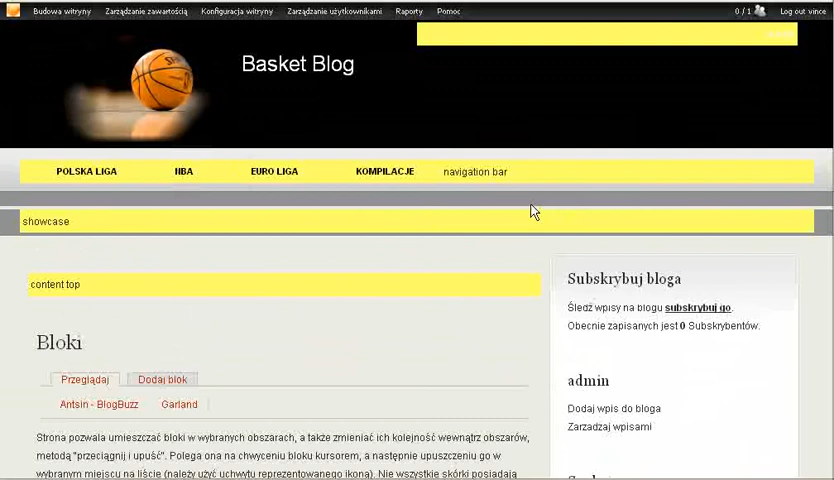 Budowa witryny Zarządzanie zawartością Konfiguracja witryny Zarządzanie użytkownikami Raporty Pomoc 0 / 1 Log out vince
Basket Blog
POLSKA LIGA NBA EURO LIGA KOMPILACJE navigation bar
showcase
content top
Subskrybuj bloga
Śledź wpisy na blogu subskrybuj go.
Obecnie zapisanych jest 0 Subskrybentów.
Bloki
admin
Przeglądaj Dodaj blok
Antsin - BlogBuzz Garland
Dodaj wpis do bloga
Zarzadzaj wpisami
Strona pozwala umieszczać bloki w wybranych obszarach, a także zmieniać ich kolejność wewnątrz obszarów,
metodą "przeciągnij i upuść". Polega ona na chwyceniu bloku kursorem, a następnie upuszczeniu go w
wybranym miejscu na liście (należy użyć uchwytu reprezentowanego ikoną). Nie wszystkie skórki posiadają